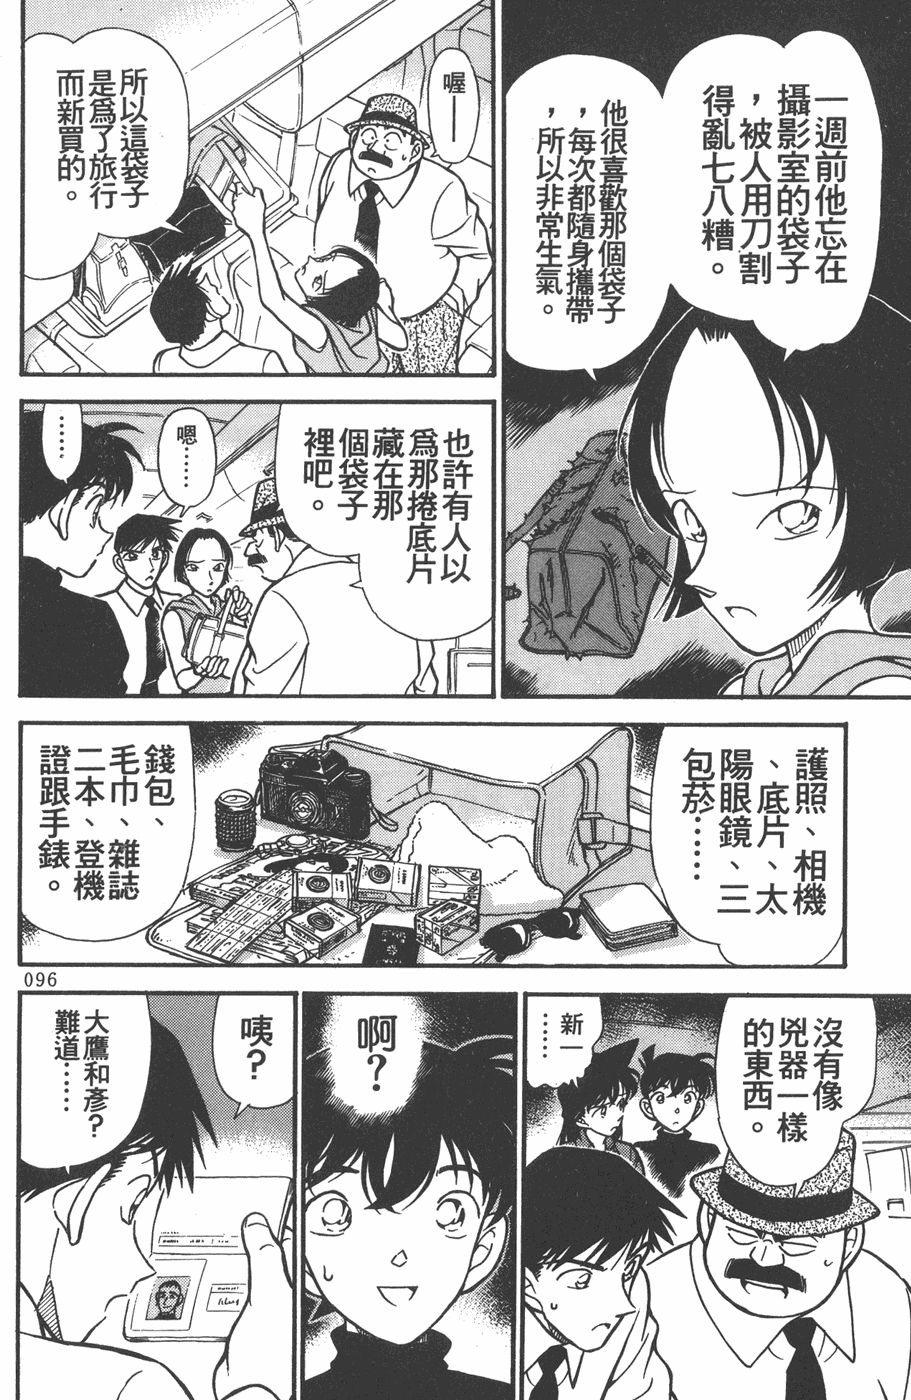 一週前他忘在
攝影室的袋子
，被人用刀割
得亂七八糟。
他很喜歡那個袋子
，每次都隨身攜帶
，所以非常生氣。
喔——
所以這袋子
是爲了旅行
而新買的。
也許有人以
爲那捲底片
藏在那
個袋子
裡吧。
嗯……
……
護照、相機
、底片、太
陽眼鏡、三
包菸……
錢包、
毛巾、雜誌
二本、登機
證跟手錶。
096
沒有像
兇器一樣
的東西。
新一
……
啊？
咦？
大鷹和彥？
難道……